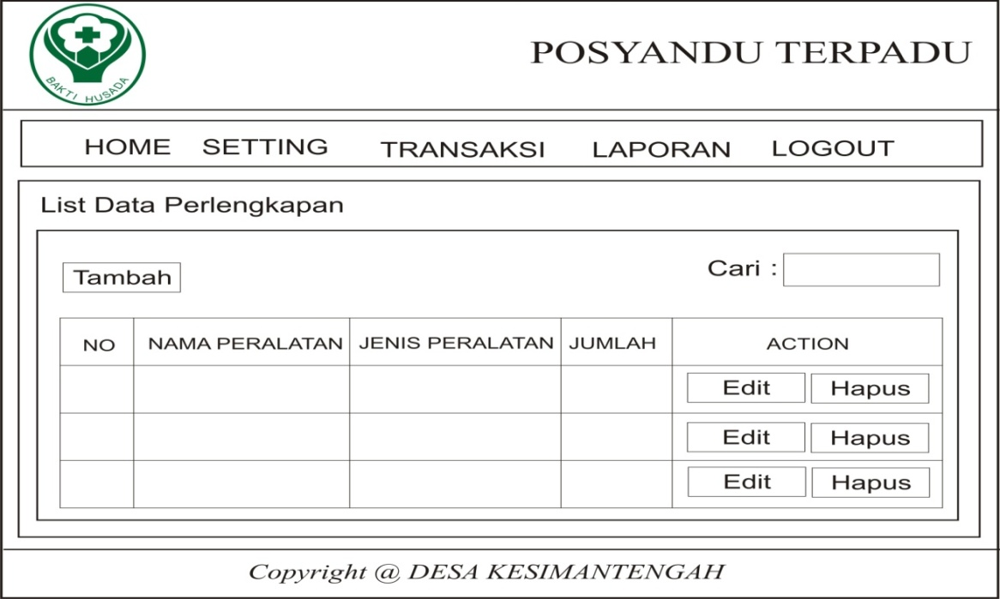 BAKTI HUSADA
POSYANDU TERPADU
HOME SETTING TRANSAKSI LAPORAN LOGOUT
List Data Perlengkapan
Tambah Cari :
NO NAMA PERALATAN JENIS PERALATAN JUMLAH ACTION
Edit Hapus
Edit Hapus
Edit Hapus
Copyright @ DESA KESIMANTENGAH